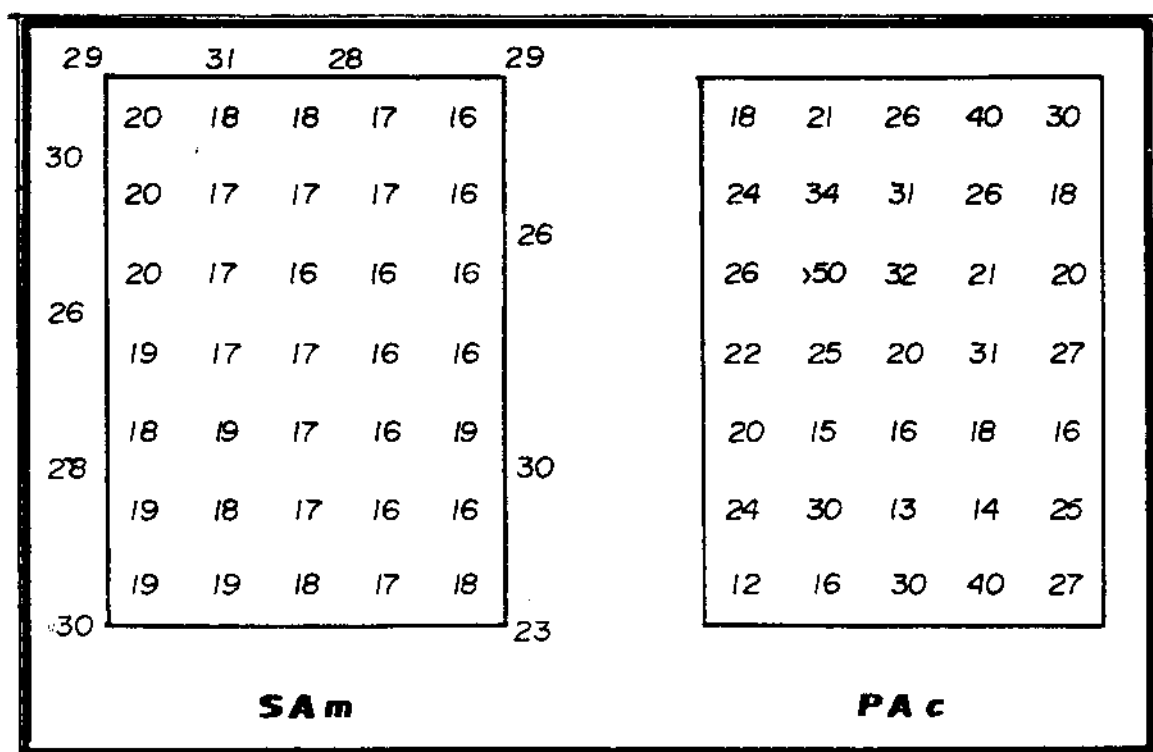 29 31 28 29
20 18 18 17 16 18 21 26 40 30
30
20 17 17 17 16 24 34 31 26 18
26
20 17 16 16 16 26 >50 32 21 20
26
19 17 17 16 16 22 25 20 31 27
18 19 17 16 19 20 15 16 18 16
28 30
19 18 17 16 16 24 30 13 14 25
19 19 18 17 18 12 16 30 40 27
30 23
SAm PAc